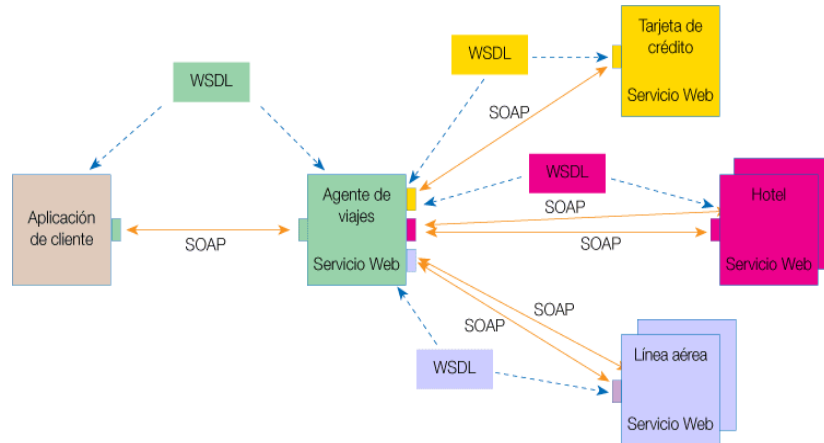 Tarjeta de
crédito
Servicio Web
WSDL
WSDL
SOAP
WSDL
Hotel
Servicio Web
SOAP
SOAP
Aplicación
de cliente
SOAP
Agente de
viajes
Servicio Web
SOAP
SOAP
WSDL
Línea aérea
Servicio Web